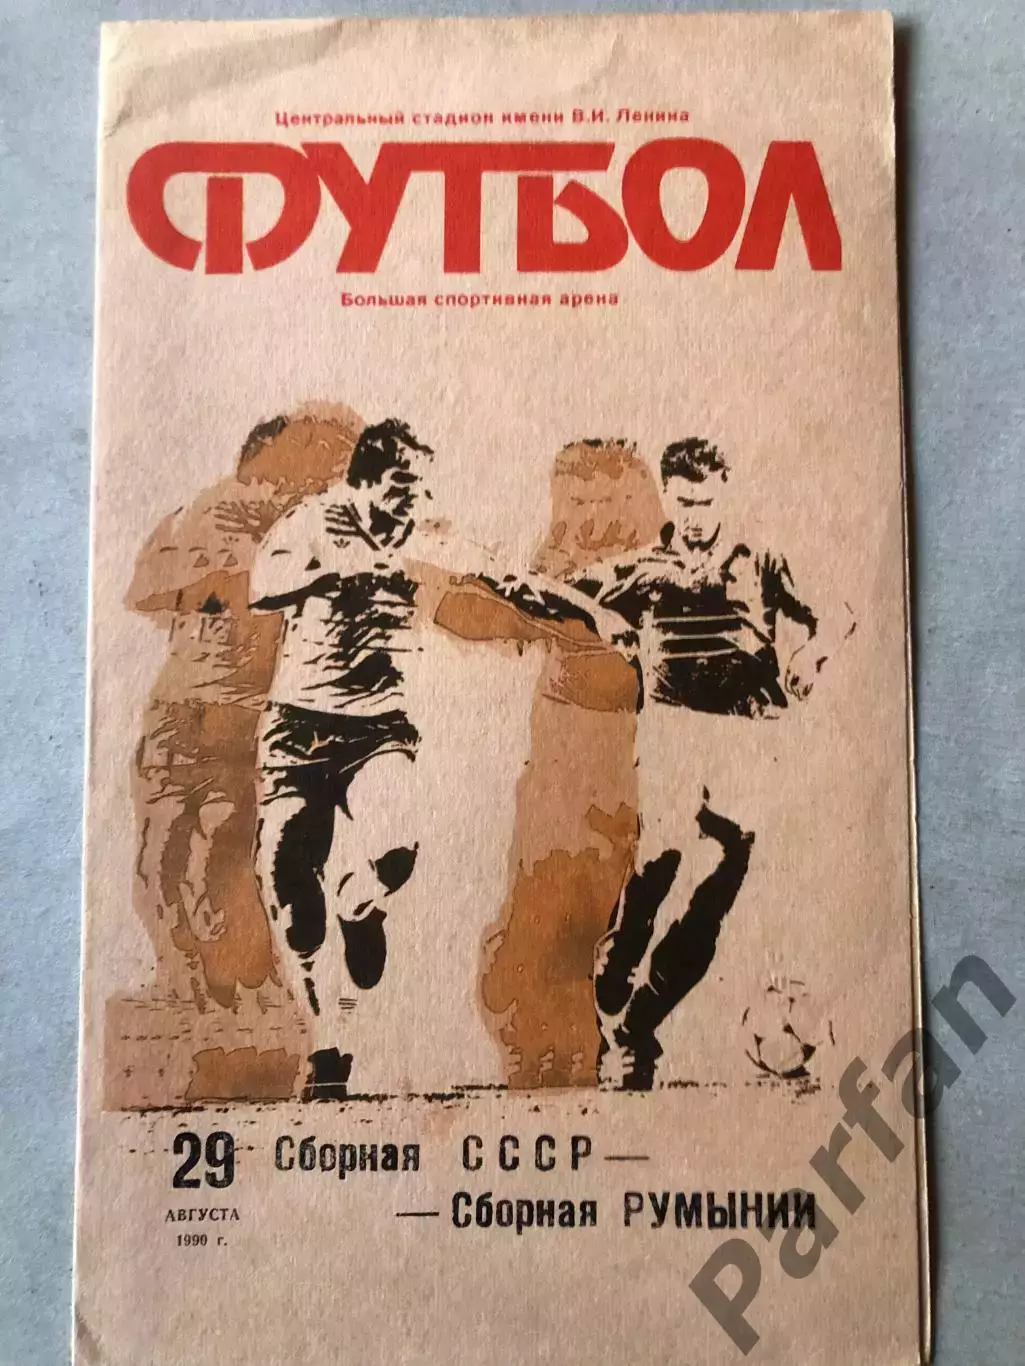 Центральный стадион имени В.И. Ленина
ФУТБОЛ
Большая спортивная арена
29 Сборная СССР—
АВГУСТА —Сборная РУМЫНИИ
1990 г.
Parfan